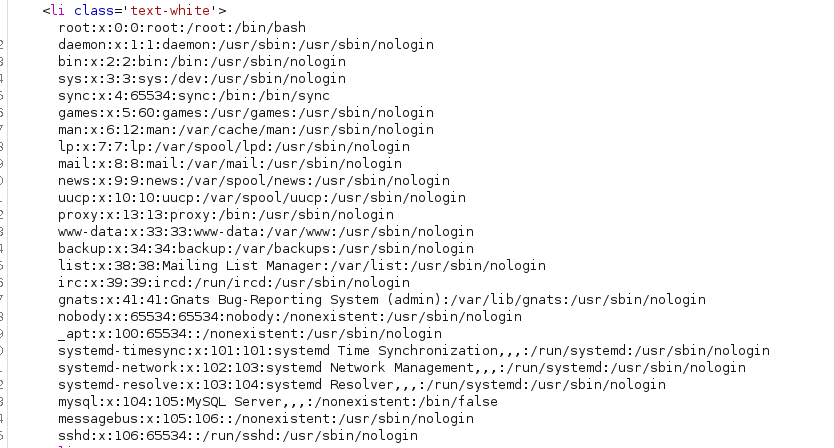 <li class='text-white'>
root:x:0:0:root:/root:/bin/bash
daemon:x:1:1:daemon:/usr/sbin:/usr/sbin/nologin
bin:x:2:2:bin:/bin:/usr/sbin/nologin
sys:x:3:3:sys:/dev:/usr/sbin/nologin
sync:x:4:65534:sync:/bin:/bin/sync
games:x:5:60:games:/usr/games:/usr/sbin/nologin
man:x:6:12:man:/var/cache/man:/usr/sbin/nologin
lp:x:7:7:lp:/var/spool/lpd:/usr/sbin/nologin
mail:x:8:8:mail:/var/mail:/usr/sbin/nologin
news:x:9:9:news:/var/spool/news:/usr/sbin/nologin
uucp:x:10:10:uucp:/var/spool/uucp:/usr/sbin/nologin
proxy:x:13:13:proxy:/bin:/usr/sbin/nologin
www-data:x:33:33:www-data:/var/www:/usr/sbin/nologin
backup:x:34:34:backup:/var/backups:/usr/sbin/nologin
list:x:38:38:Mailing List Manager:/var/list:/usr/sbin/nologin
irc:x:39:39:ircd:/run/ircd:/usr/sbin/nologin
gnats:x:41:41:Gnats Bug-Reporting System (admin):/var/lib/gnats:/usr/sbin/nologin
nobody:x:65534:65534:nobody:/nonexistent:/usr/sbin/nologin
_apt:x:100:65534::/nonexistent:/usr/sbin/nologin
systemd-timesync:x:101:101:systemd Time Synchronization,,,:/run/systemd:/usr/sbin/nologin
systemd-network:x:102:103:systemd Network Management,,,:/run/systemd:/usr/sbin/nologin
systemd-resolve:x:103:104:systemd Resolver,,,:/run/systemd:/usr/sbin/nologin
mysql:x:104:105:MySQL Server,,,:/nonexistent:/bin/false
messagebus:x:105:106::/nonexistent:/usr/sbin/nologin
sshd:x:106:65534::/run/sshd:/usr/sbin/nologin